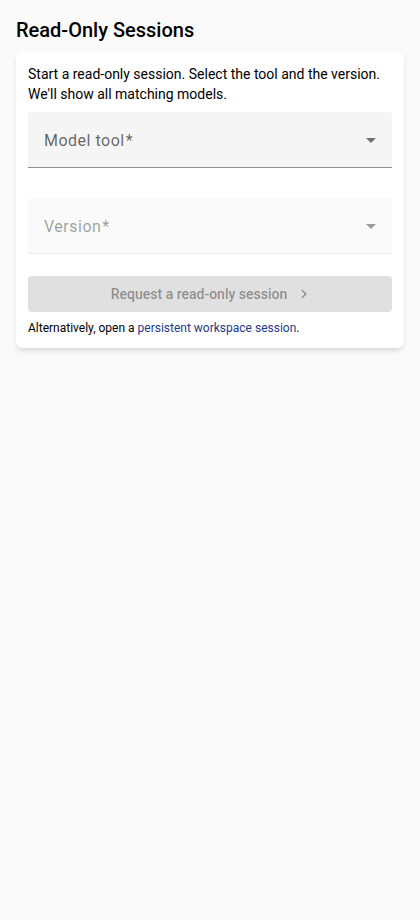 Read-Only Sessions
Start a read-only session. Select the tool and the version.
We'll show all matching models.
Model tool*
Version*
Request a read-only session
Alternatively, open a persistent workspace session.